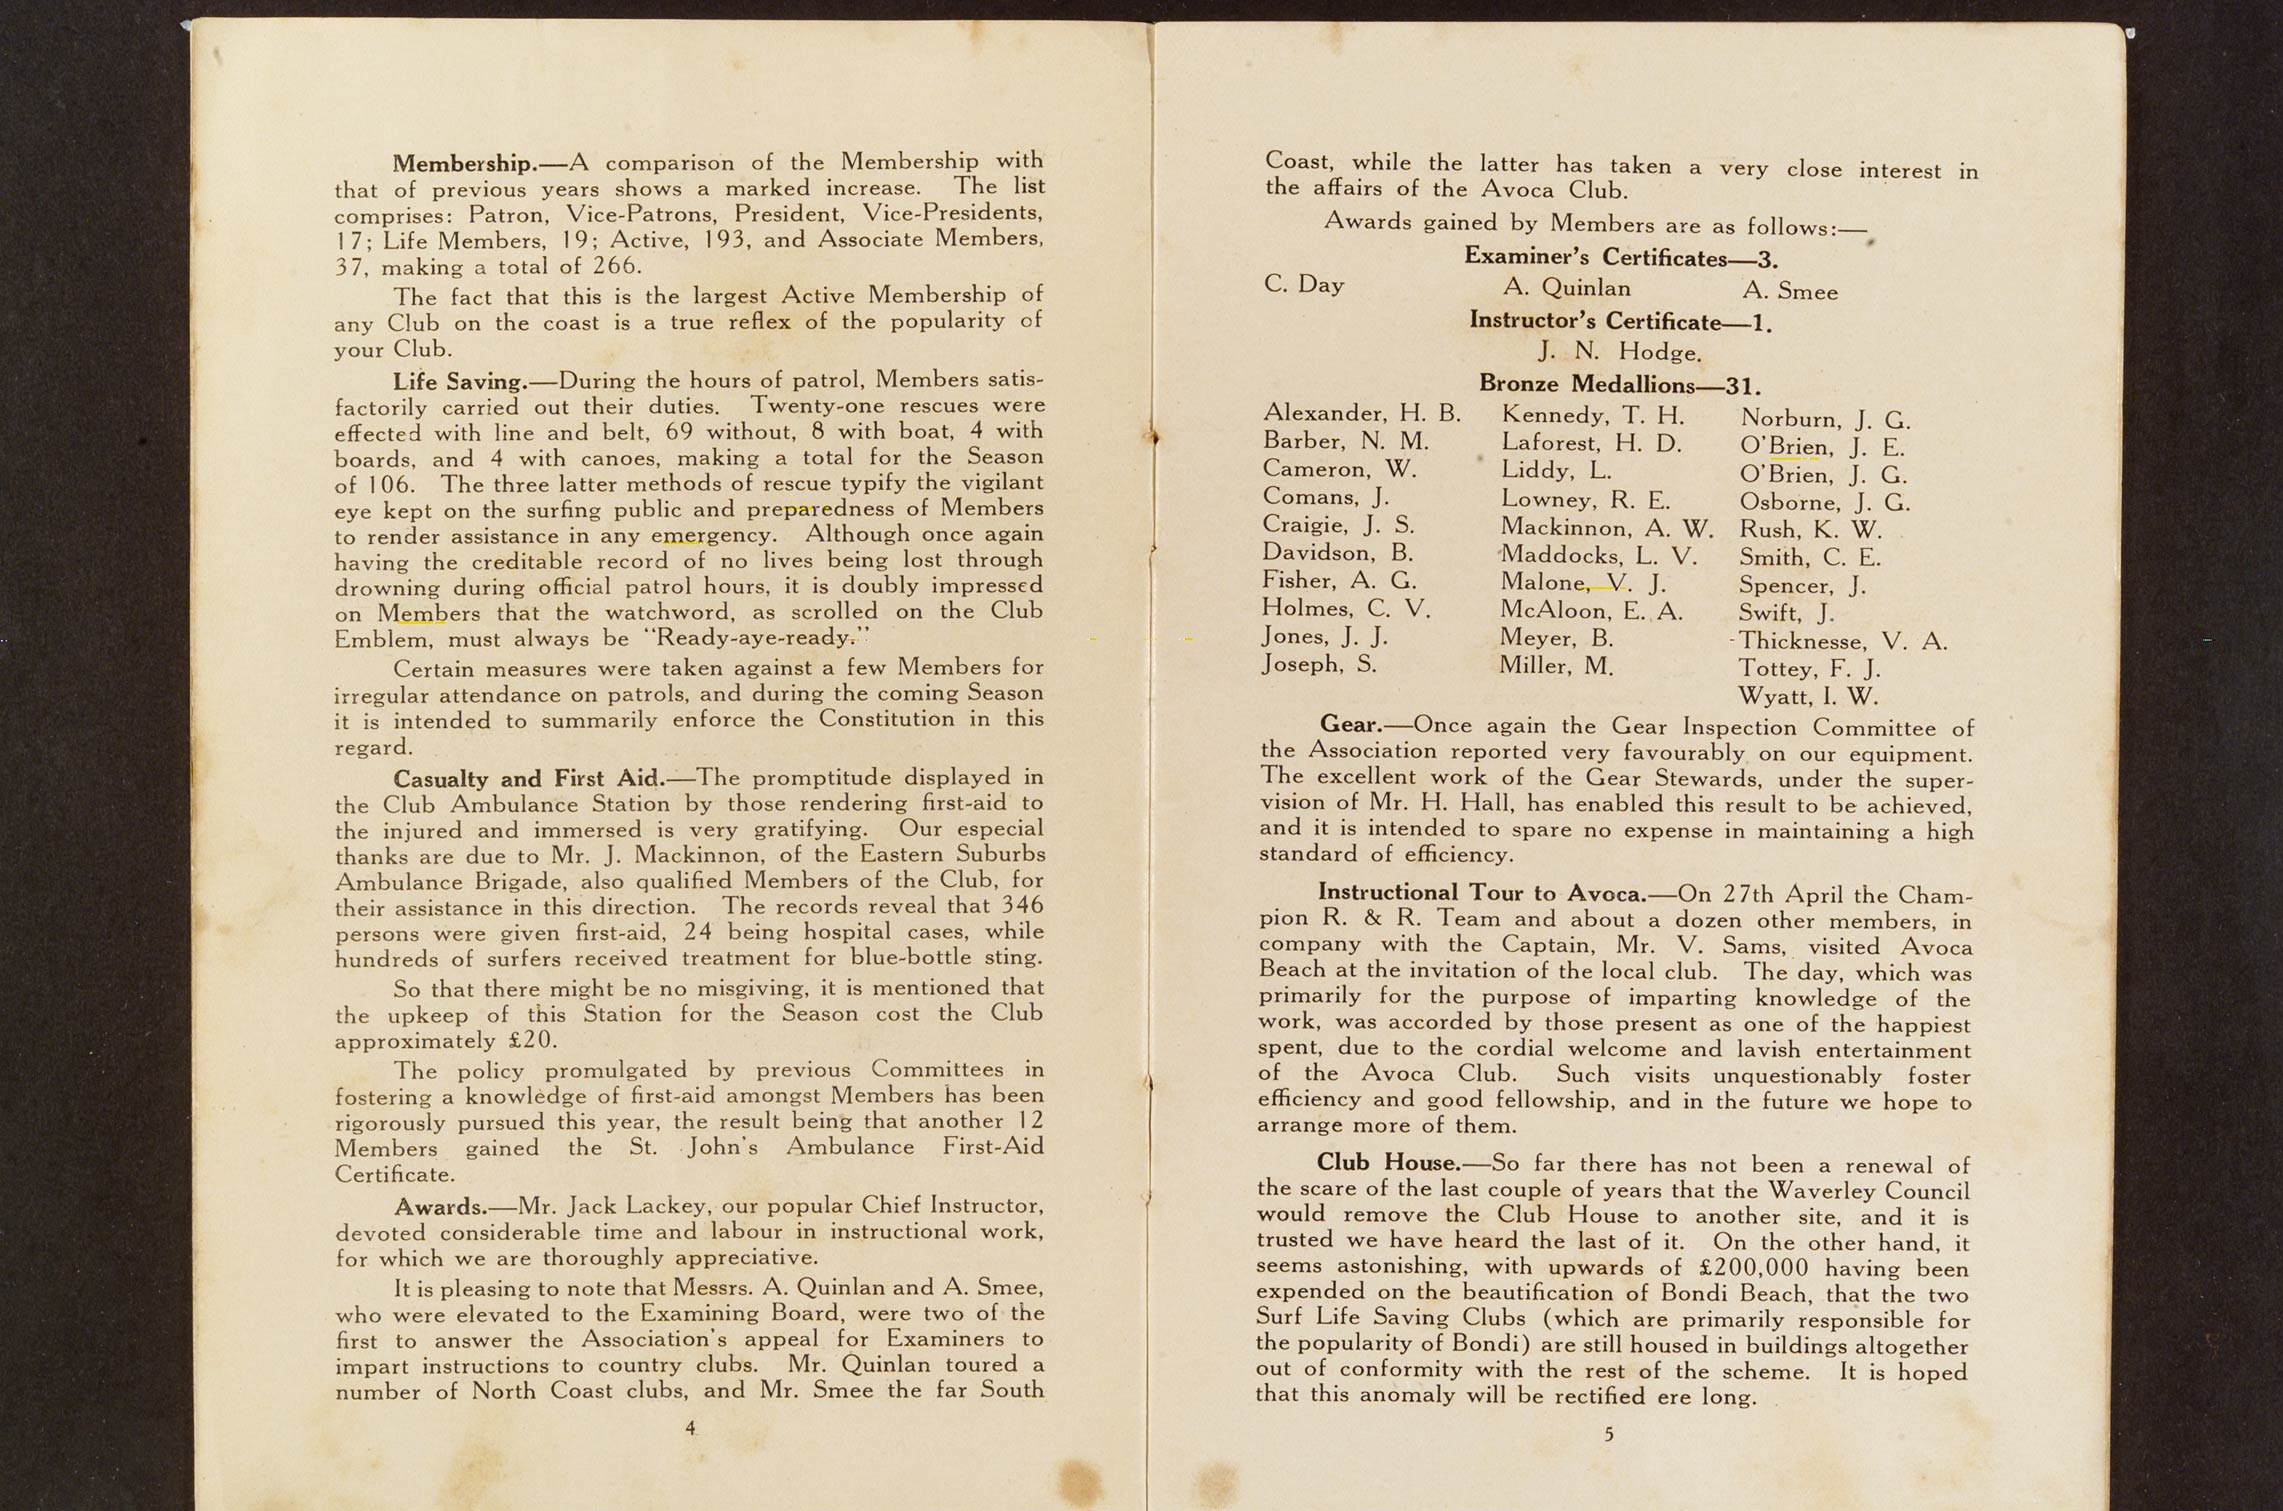 Membership.—A comparison of the Membership with
that of previous years shows a marked increase. The list
comprises: Patron, Vice-Patrons, President, Vice-Presidents,
17; Life Members, 19; Active, 193, and Associate Members,
37, making a total of 266.
The fact that this is the largest Active Membership of
any Club on the coast is a true reflex of the popularity of
your Club.
Life Saving.—During the hours of patrol, Members satis-
factorily carried out their duties. Twenty-one rescues were
effected with line and belt, 69 without, 8 with boat, 4 with
boards, and 4 with canoes, making a total for the Season
of 106. The three latter methods of rescue typify the vigilant
eye kept on the surfing public and preparedness of Members
to render assistance in any emergency. Although once again
having the creditable record of no lives being lost through
drowning during official patrol hours, it is doubly impressed
on Members that the watchword, as scrolled on the Club
Emblem, must always be "Ready-aye-ready."
Certain measures were taken against a few Members for
irregular attendance on patrols, and during the coming Season
it is intended to summarily enforce the Constitution in this
regard.
Casualty and First Aid.—The promptitude displayed in
the Club Ambulance Station by those rendering first-aid to
the injured and immersed is very gratifying. Our especial
thanks are due to Mr. J. Mackinnon, of the Eastern Suburbs
Ambulance Brigade, also qualified Members of the Club, for
their assistance in this direction. The records reveal that 346
persons were given first-aid, 24 being hospital cases, while
hundreds of surfers received treatment for blue-bottle sting.
So that there might be no misgiving, it is mentioned that
the upkeep of this Station for the Season cost the Club
approximately £20.
The policy promulgated by previous Committees in
fostering a knowledge of first-aid amongst Members has been
rigorously pursued this year, the result being that another 12
Members gained the St. John's Ambulance First-Aid
Certificate.
Awards.—Mr. Jack Lackey, our popular Chief Instructor,
devoted considerable time and labour in instructional work,
for which we are thoroughly appreciative.
It is pleasing to note that Messrs. A. Quinlan and A. Smee,
who were elevated to the Examining Board, were two of the
first to answer the Association's appeal for Examiners to
impart instructions to country clubs. Mr. Quinlan toured a
number of North Coast clubs, and Mr. Smee the far South
4
Coast, while the latter has taken a very close interest in
the affairs of the Avoca Club.
Awards gained by Members are as follows:—
Examiner's Certificates—3.
C. Day A. Quinlan A. Smee
Instructor's Certificate—1.
J. N. Hodge.
Bronze Medallions—31.
Alexander, H. B. Kennedy, T. H. Norburn, J. G.
Barber, N. M. Laforest, H. D. O'Brien, J. E.
Cameron, W. Liddy, L. O'Brien, J. G.
Comans, J. Lowney, R. E. Osborne, J. G.
Craigie, J. S. Mackinnon, A. W. Rush, K. W.
Davidson, B. Maddocks, L. V. Smith, C. E.
Fisher, A. G. Malone, V. J. Spencer, J.
Holmes, C. V. McAloon, E. A. Swift, J.
Jones, J. J. Meyer, B. Thicknesse, V. A.
Joseph, S. Miller, M. Tottey, F. J.
Wyatt, I. W.
Gear.—Once again the Gear Inspection Committee of
the Association reported very favourably on our equipment.
The excellent work of the Gear Stewards, under the super-
vision of Mr. H. Hall, has enabled this result to be achieved,
and it is intended to spare no expense in maintaining a high
standard of efficiency.
Instructional Tour to Avoca.—On 27th April the Cham-
pion R. & R. Team and about a dozen other members, in
company with the Captain, Mr. V. Sams, visited Avoca
Beach at the invitation of the local club. The day, which was
primarily for the purpose of imparting knowledge of the
work, was accorded by those present as one of the happiest
spent, due to the cordial welcome and lavish entertainment
of the Avoca Club. Such visits unquestionably foster
efficiency and good fellowship, and in the future we hope to
arrange more of them.
Club House.—So far there has not been a renewal of
the scare of the last couple of years that the Waverley Council
would remove the Club House to another site, and it is
trusted we have heard the last of it. On the other hand, it
seems astonishing, with upwards of £200,000 having been
expended on the beautification of Bondi Beach, that the two
Surf Life Saving Clubs (which are primarily responsible for
the popularity of Bondi) are still housed in buildings altogether
out of conformity with the rest of the scheme. It is hoped
that this anomaly will be rectified ere long.
5